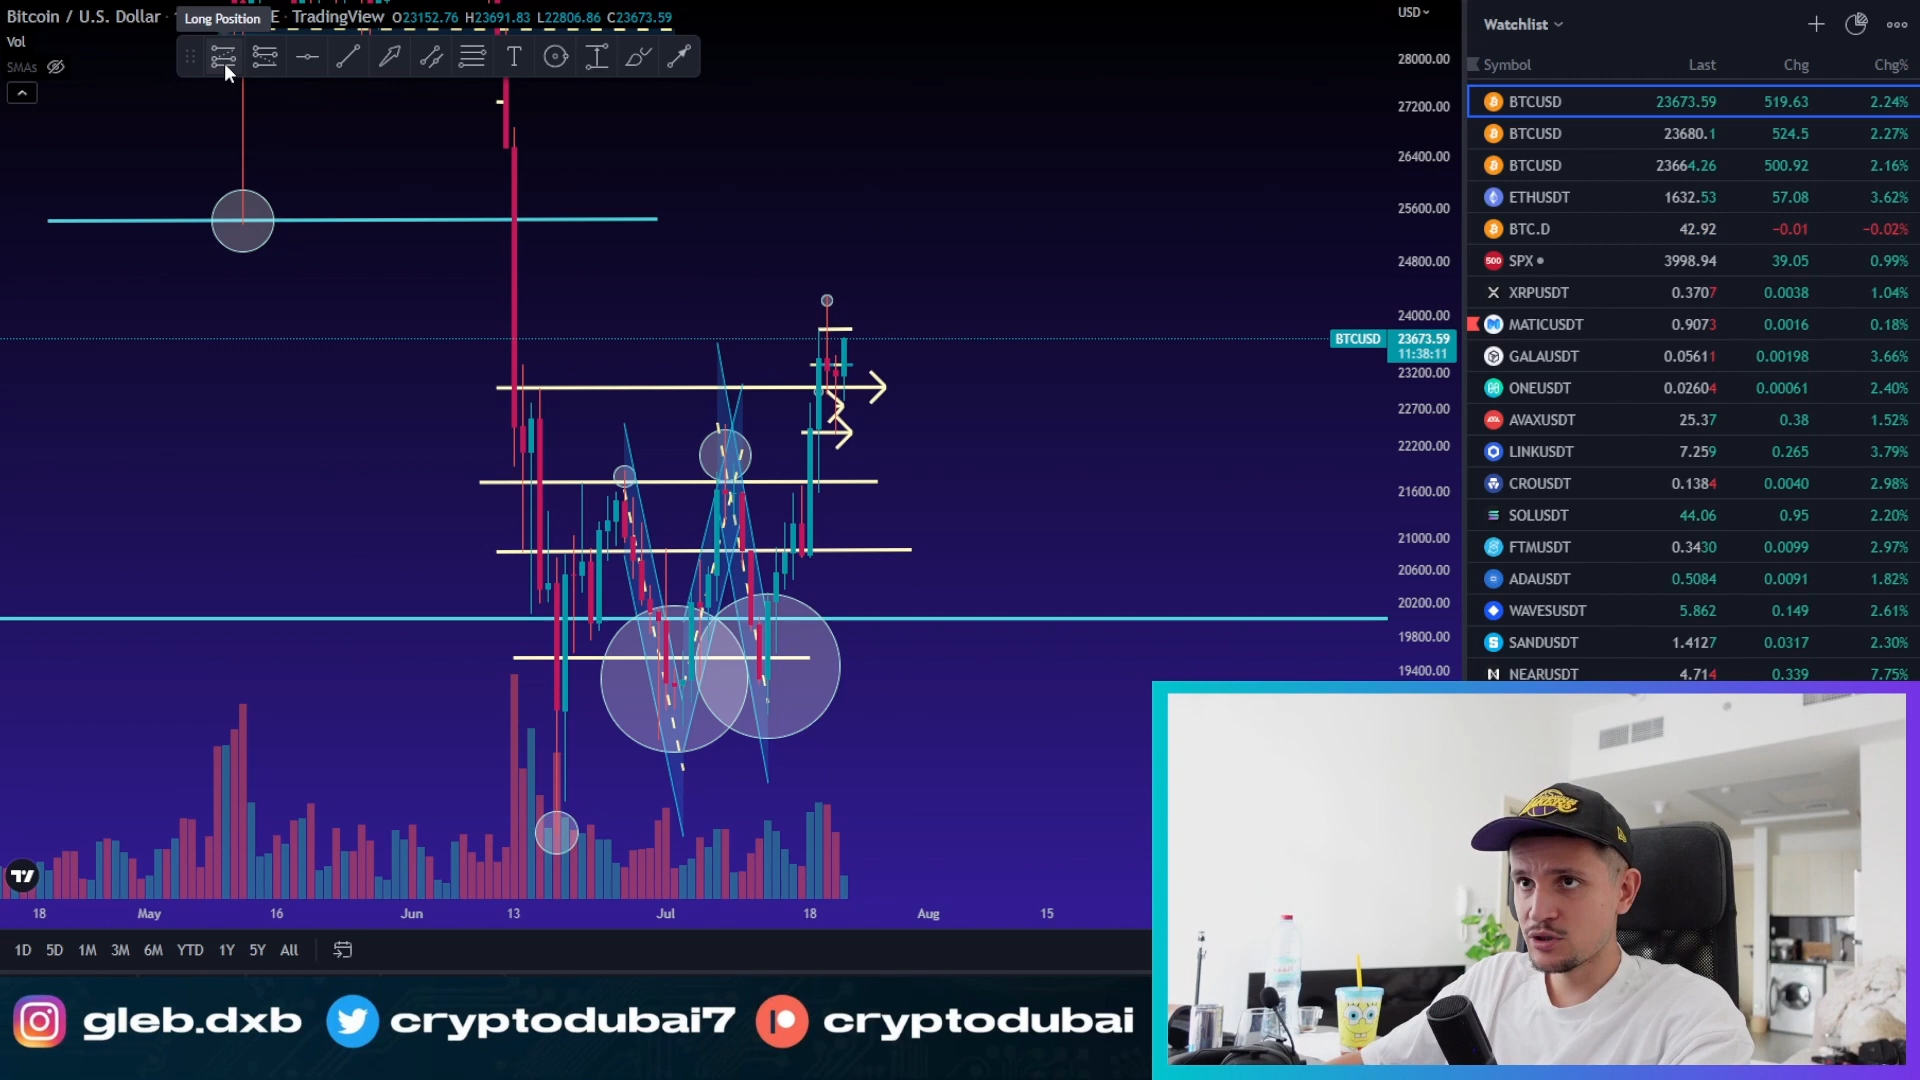 Bitcoin / U.S. Dollar
Long Position
E · TradingView O23152.76 H23691.83 L22806.86 C23673.59
Vol
SMAs
USD
28000.00
27200.00
26400.00
25600.00
24800.00
24000.00
BTCUSD 23673.59
11:38:11
23200.00
22700.00
22200.00
21600.00
21000.00
20600.00
20200.00
19800.00
19400.00
18 May 16 Jun 13 Jul 18 Aug 15
1D 5D 1M 3M 6M YTD 1Y 5Y All
Watchlist
Symbol Last Chg Chg%
BTCUSD 23673.59 519.63 2.24%
BTCUSD 23680.1 524.5 2.27%
BTCUSD 23664.26 500.92 2.16%
ETHUSDT 1632.53 57.08 3.62%
BTC.D 42.92 −0.01 −0.02%
500 SPX 3998.94 39.05 0.99%
XRPUSDT 0.3707 0.0038 1.04%
MATICUSDT 0.9073 0.0016 0.18%
GALAUSDT 0.05611 0.00198 3.66%
ONEUSDT 0.02604 0.00061 2.40%
AVAXUSDT 25.37 0.38 1.52%
LINKUSDT 7.259 0.265 3.79%
CROUSDT 0.1384 0.0040 2.98%
SOLUSDT 44.06 0.95 2.20%
FTMUSDT 0.3430 0.0099 2.97%
ADAUSDT 0.5084 0.0091 1.82%
WAVESUSDT 5.862 0.149 2.61%
SANDUSDT 1.4127 0.0317 2.30%
NEARUSDT 4.714 0.339 7.75%
gleb.dxb cryptodubai7 cryptodubai